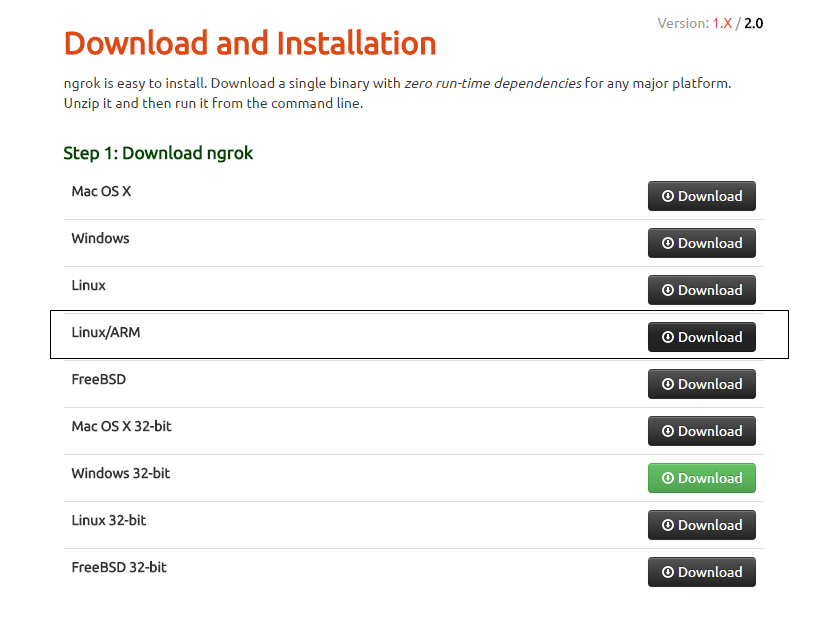 Version: 1.X / 2.0
Download and Installation
ngrok is easy to install. Download a single binary with zero run-time dependencies for any major platform.
Unzip it and then run it from the command line.
Step 1: Download ngrok
Mac OS X Download
Windows Download
Linux Download
Linux/ARM Download
FreeBSD Download
Mac OS X 32-bit Download
Windows 32-bit Download
Linux 32-bit Download
FreeBSD 32-bit Download